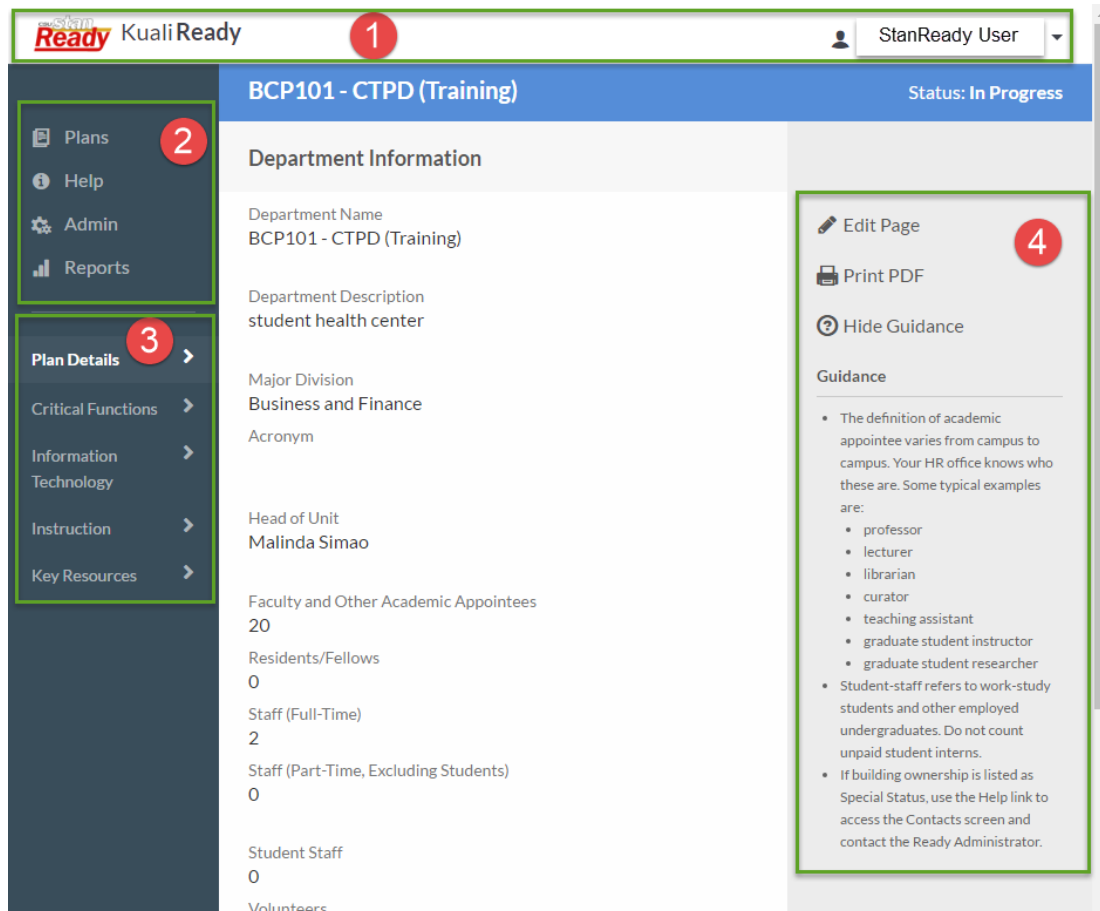 CSU stan
Ready Kuali Ready
1
StanReady User
BCP101 - CTPD (Training)
Status: In Progress
2
Plans
Help
Admin
Reports
3
Plan Details
Critical Functions
Information
Technology
Instruction
Key Resources
Department Information
Department Name
BCP101 - CTPD (Training)
Department Description
student health center
Major Division
Business and Finance
Acronym
Head of Unit
Malinda Simao
Faculty and Other Academic Appointees
20
Residents/Fellows
0
Staff (Full-Time)
2
Staff (Part-Time, Excluding Students)
0
Student Staff
0
Volunteers
4
Edit Page
Print PDF
Hide Guidance
Guidance
• The definition of academic
appointee varies from campus to
campus. Your HR office knows who
these are. Some typical examples
are:
• professor
• lecturer
• librarian
• curator
• teaching assistant
• graduate student instructor
• graduate student researcher
• Student-staff refers to work-study
students and other employed
undergraduates. Do not count
unpaid student interns.
• If building ownership is listed as
Special Status, use the Help link to
access the Contacts screen and
contact the Ready Administrator.